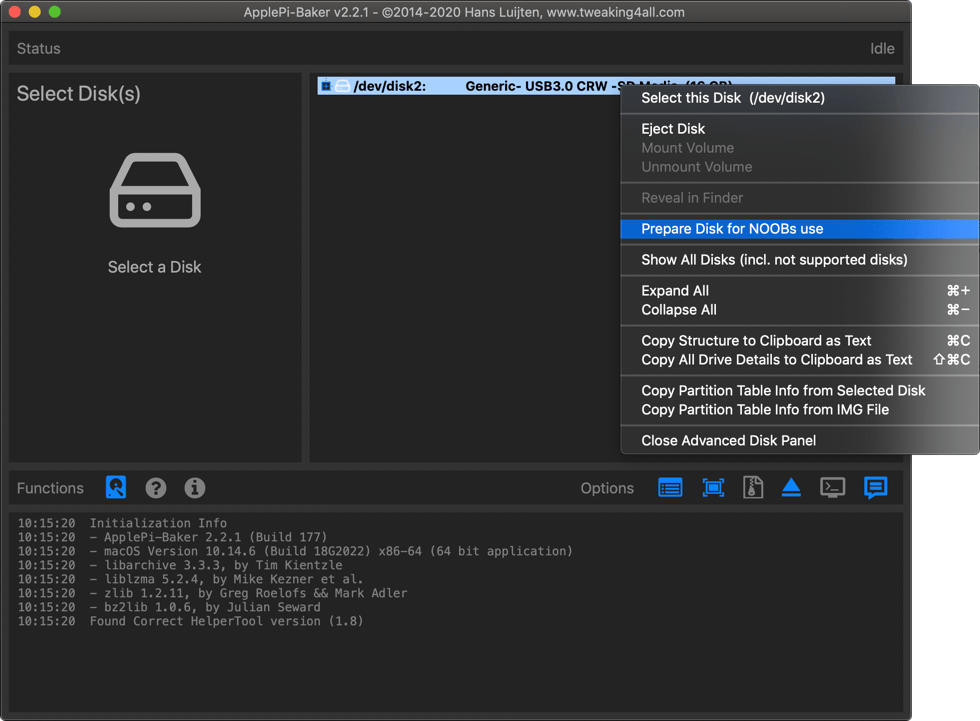 ApplePi-Baker v2.2.1 - ©2014-2020 Hans Luijten, www.tweaking4all.com
Status Idle
Select Disk(s)
Select a Disk
/dev/disk2: Generic- USB3.0 CRW -SD Media (16 GB)
Select this Disk (/dev/disk2)
Eject Disk
Mount Volume
Unmount Volume
Reveal in Finder
Prepare Disk for NOOBs use
Show All Disks (incl. not supported disks)
Expand All ⌘+
Collapse All ⌘−
Copy Structure to Clipboard as Text ⌘C
Copy All Drive Details to Clipboard as Text ⇧⌘C
Copy Partition Table Info from Selected Disk
Copy Partition Table Info from IMG File
Close Advanced Disk Panel
Functions Options
10:15:20 Initialization Info
10:15:20 - ApplePi-Baker 2.2.1 (Build 177)
10:15:20 - macOS Version 10.14.6 (Build 18G2022) x86-64 (64 bit application)
10:15:20 - libarchive 3.3.3, by Tim Kientzle
10:15:20 - liblzma 5.2.4, by Mike Kezner et al.
10:15:20 - zlib 1.2.11, by Greg Roelofs && Mark Adler
10:15:20 - bz2lib 1.0.6, by Julian Seward
10:15:20 Found Correct HelperTool version (1.8)